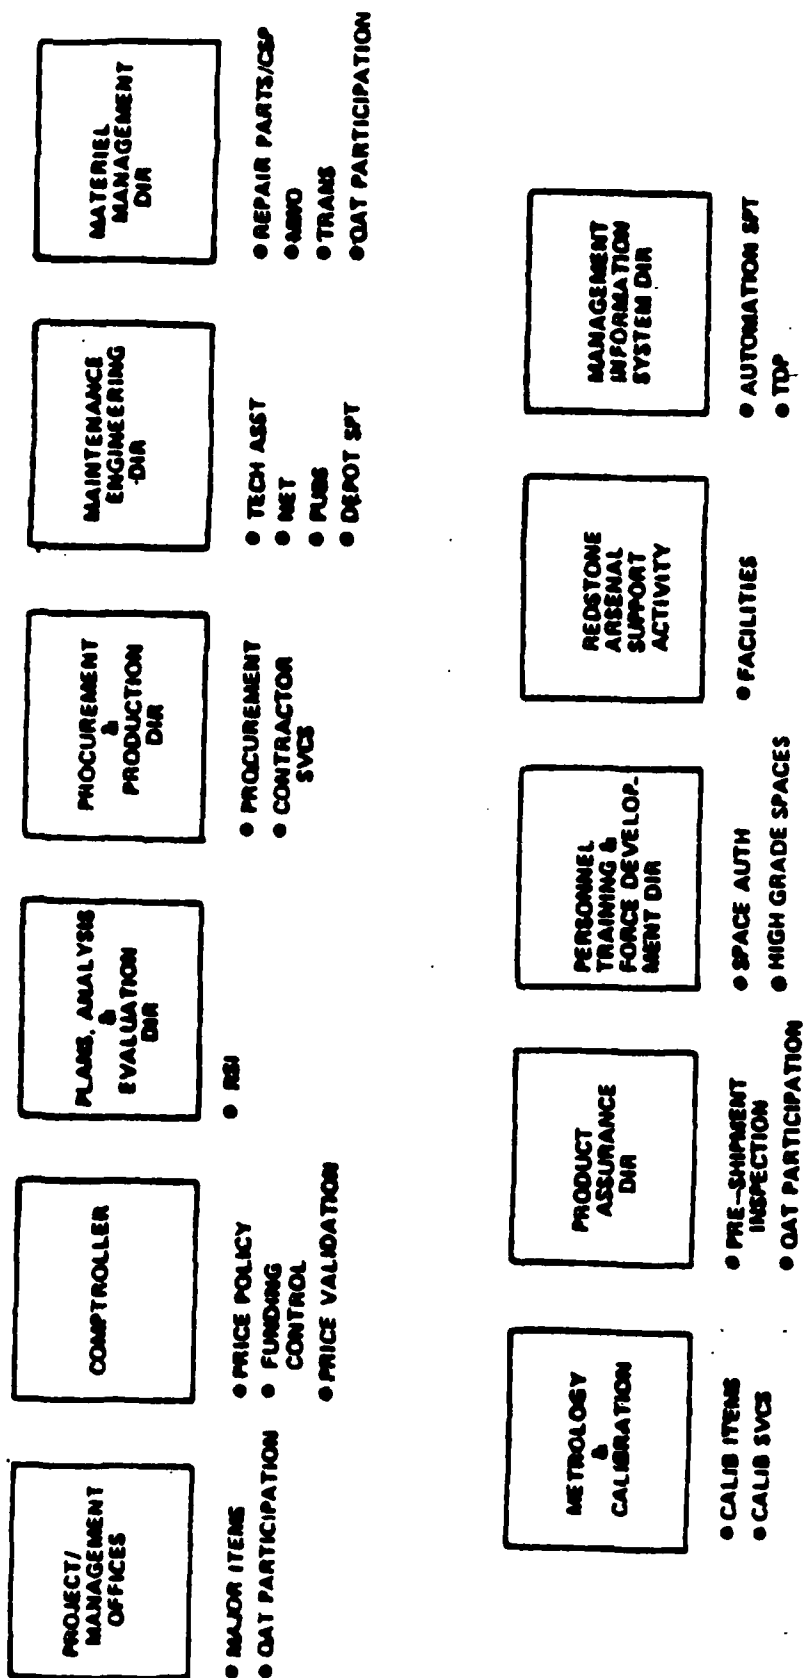 PROJECT/
MANAGEMENT
OFFICES
● MAJOR ITEMS
● QAT PARTICIPATION
COMPTROLLER
● PRICE POLICY
● FUNDING
CONTROL
● PRICE VALIDATION
PLANS, ANALYSIS
&
EVALUATION
DIR
● RSI
PROCUREMENT
&
PRODUCTION
DIR
● PROCUREMENT
● CONTRACTOR
SVCS
MAINTENANCE
ENGINEERING
DIR
● TECH ASST
● NET
● PUBS
● DEPOT SPT
MATERIEL
MANAGEMENT
DIR
● REPAIR PARTS/CSP
● TRANS
● QAT PARTICIPATION
METROLOGY
&
CALIBRATION
● CALIB ITEMS
● CALIB SVCS
PRODUCT
ASSURANCE
DIR
● PRE-SHIPMENT
INSPECTION
● QAT PARTICIPATION
PERSONNEL
TRAINING &
FORCE DEVELOP-
MENT DIR
● SPACE AUTH
● HIGH GRADE SPACES
REDSTONE
ARSENAL
SUPPORT
ACTIVITY
● FACILITIES
MANAGEMENT
INFORMATION
SYSTEM DIR
● AUTOMATION SPT
● TDP